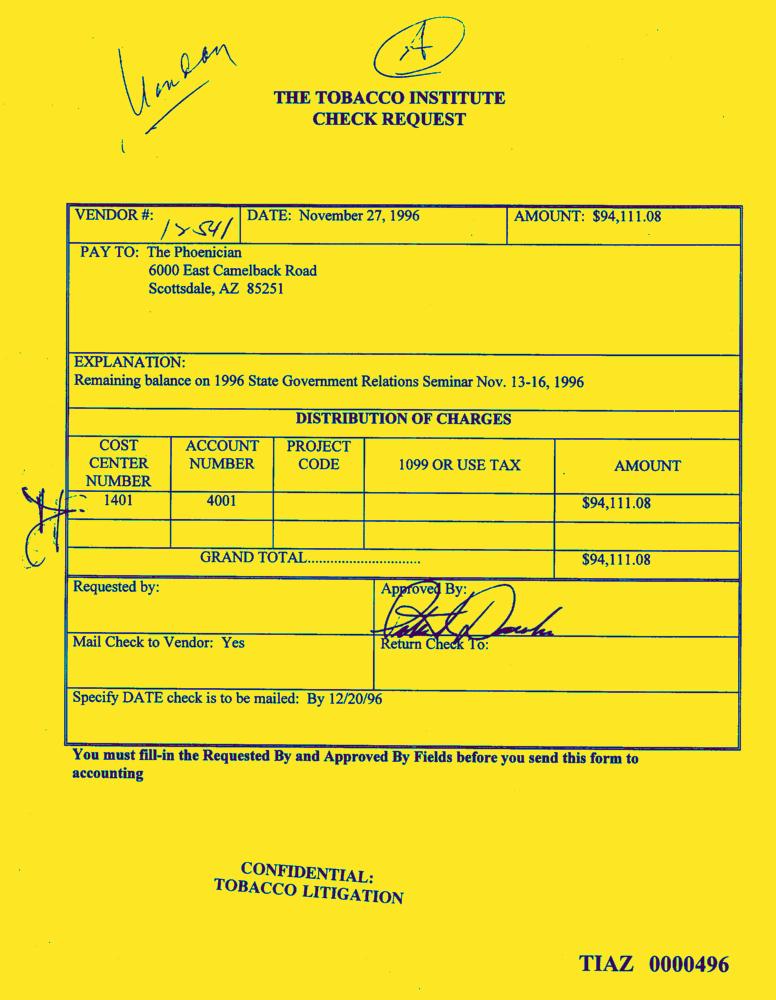 A
THE TOBACCO INSTITUTE
CHECK REQUEST
VENDOR #: DATE: November 27, 1996 AMOUNT: $94,111.08
PAY TO: The Phoenician
6000 East Camelback Road
Scottsdale, AZ 85251
EXPLANATION:
Remaining balance on 1996 State Government Relations Seminar Nov. 13-16, 1996
DISTRIBUTION OF CHARGES
COST CENTER NUMBER ACCOUNT NUMBER PROJECT CODE 1099 OR USE TAX AMOUNT
1401 4001 $94,111.08
GRAND TOTAL.............................. $94,111.08
Requested by: Approved By:
Mail Check to Vendor: Yes Return Check To:
Specify DATE check is to be mailed: By 12/20/96
You must fill-in the Requested By and Approved By Fields before you send this form to
accounting
CONFIDENTIAL:
TOBACCO LITIGATION
TIAZ 0000496